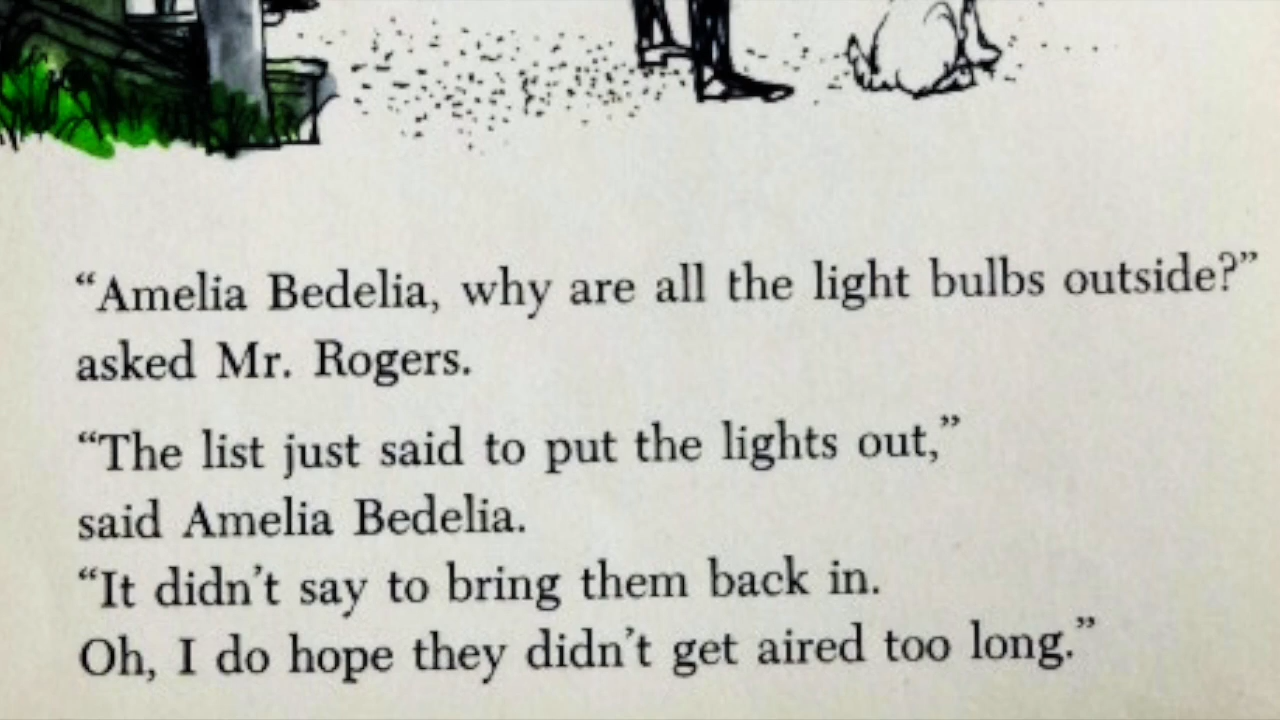 “Amelia Bedelia, why are all the light bulbs outside?”
asked Mr. Rogers.
“The list just said to put the lights out,”
said Amelia Bedelia.
“It didn’t say to bring them back in.
Oh, I do hope they didn’t get aired too long.”